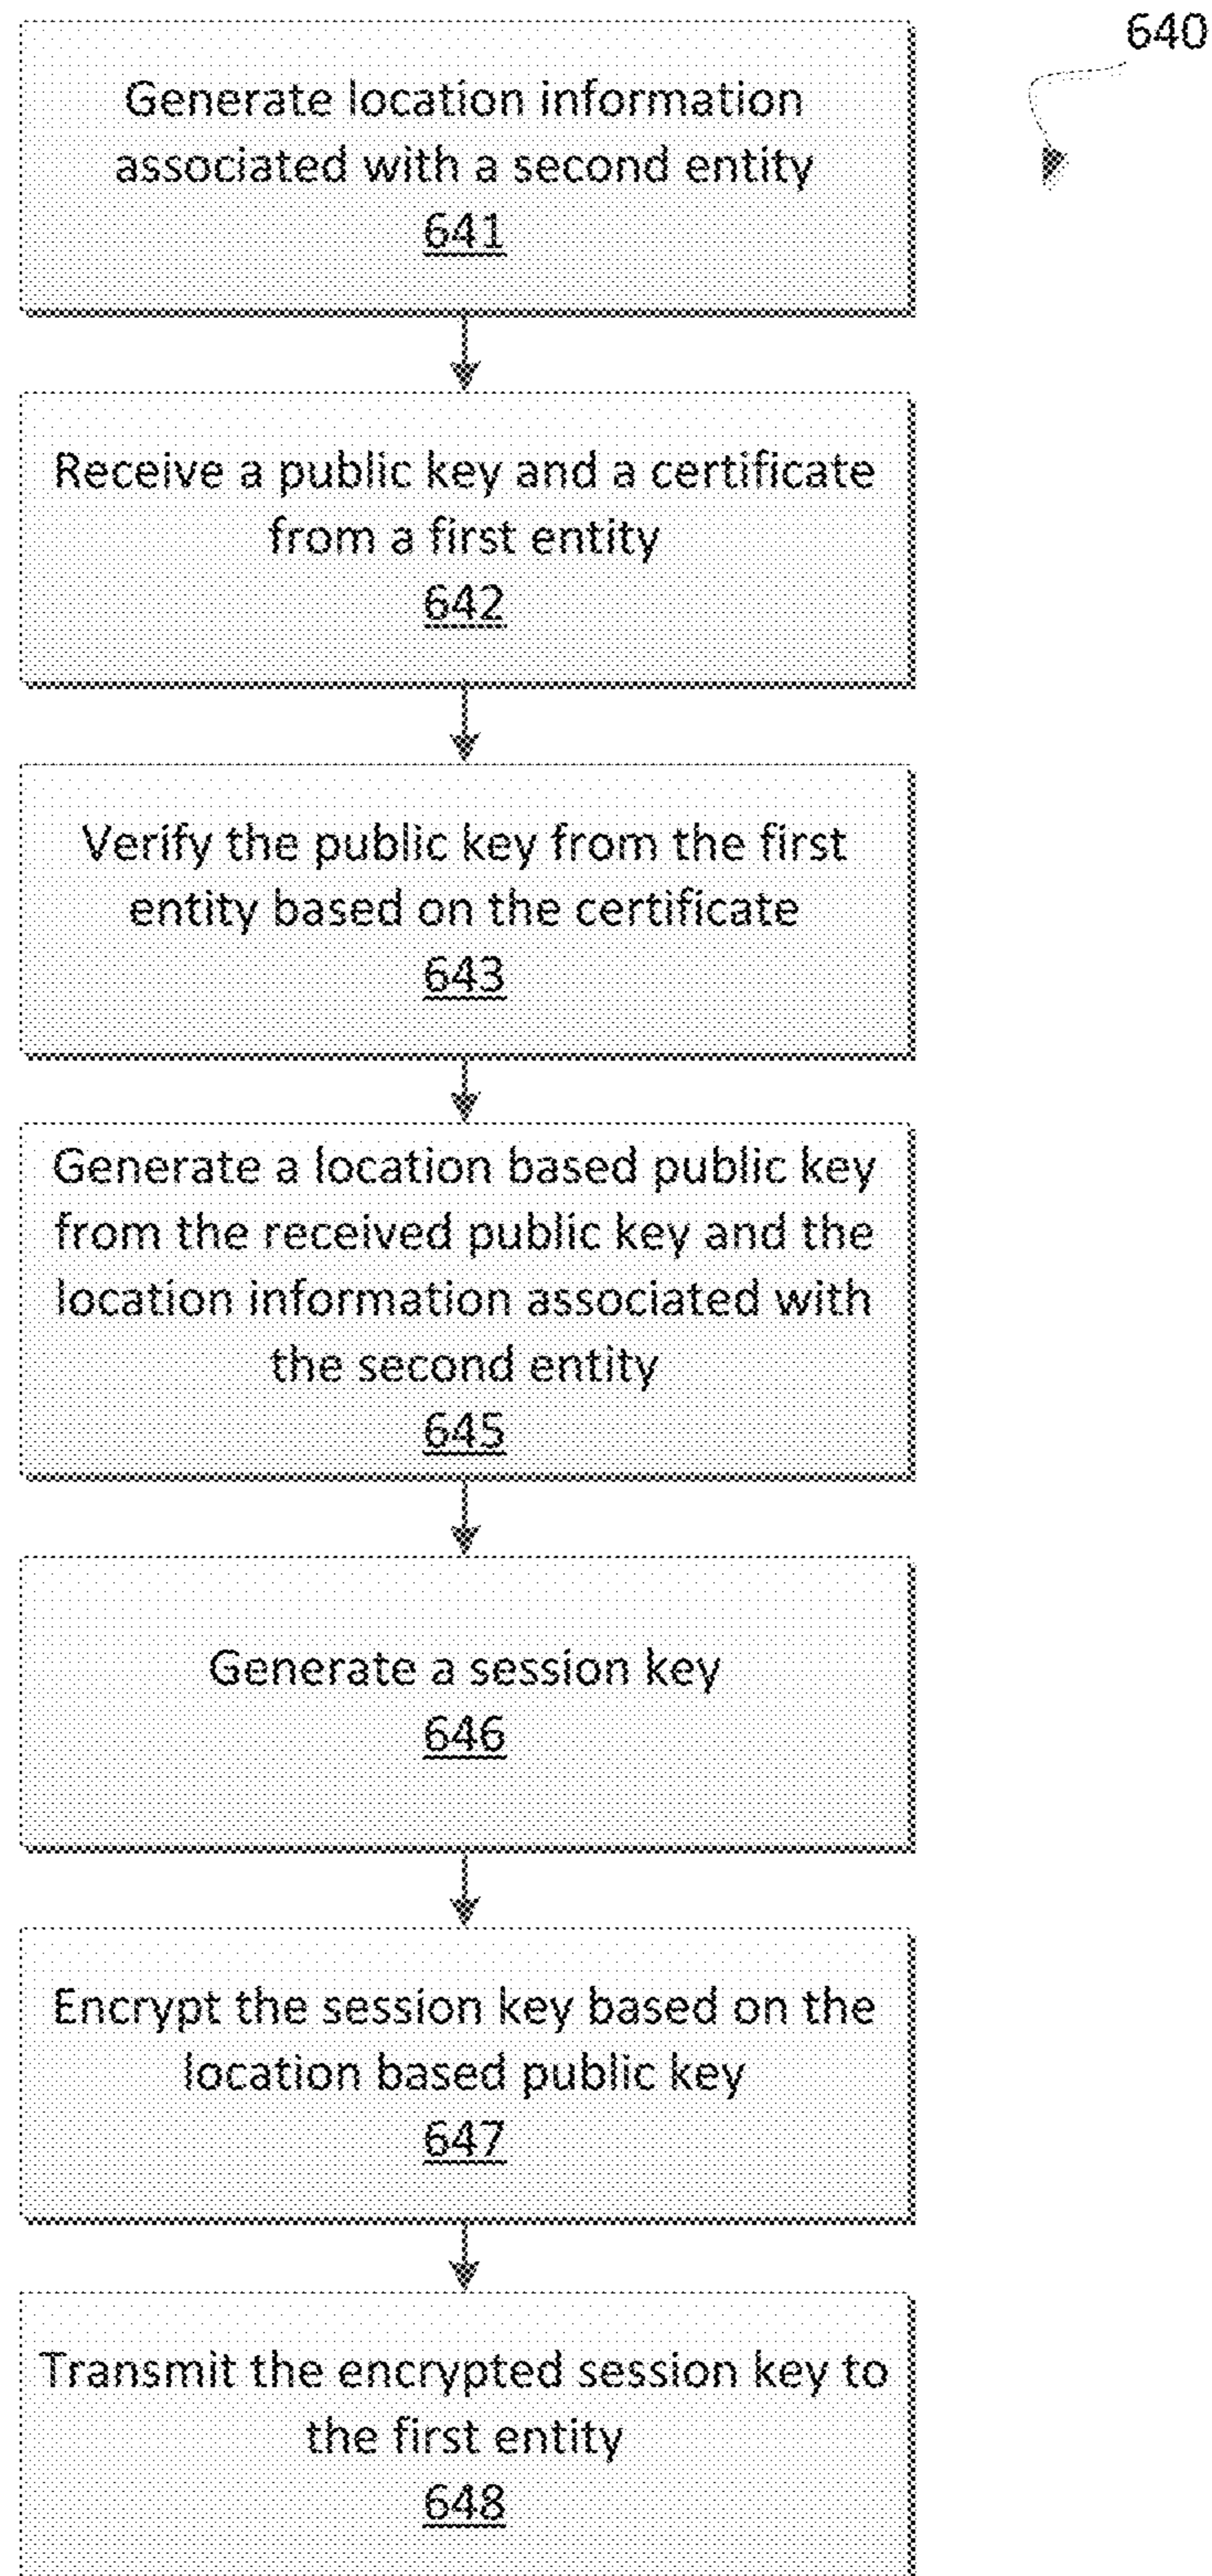 640
Generate location information
associated with a second entity
641
Receive a public key and a certificate
from a first entity
642
Verify the public key from the first
entity based on the certificate
643
Generate a location based public key
from the received public key and the
location information associated with
the second entity
645
Generate a session key
646
Encrypt the session key based on the
location based public key
647
Transmit the encrypted session key to
the first entity
648